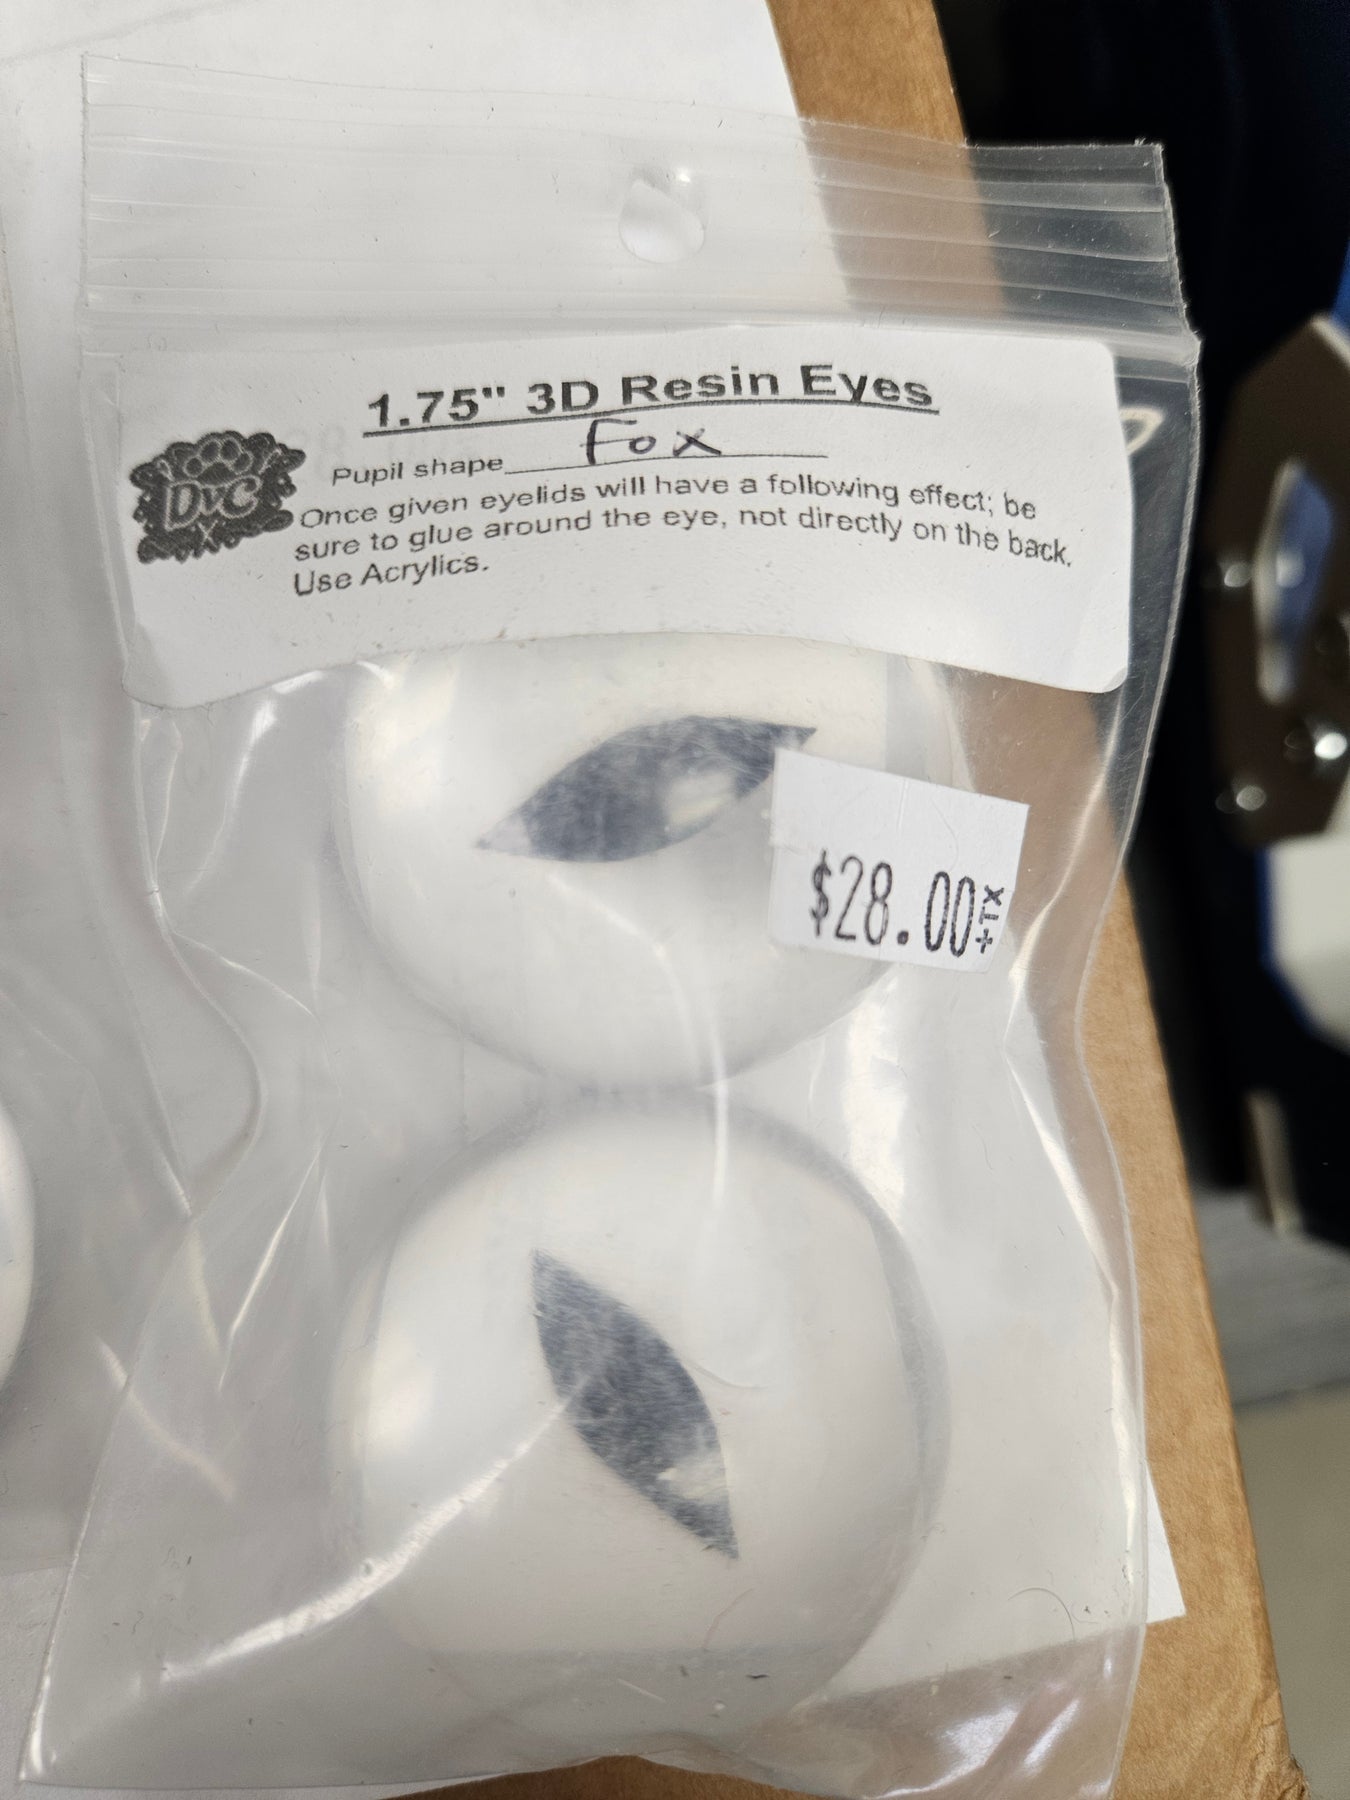 1.75" 3D Resin Eyes
Pupil shape Fox
DvC
Once given eyelids will have a following effect; be
sure to glue around the eye, not directly on the back.
Use Acrylics.
$28.00+TX